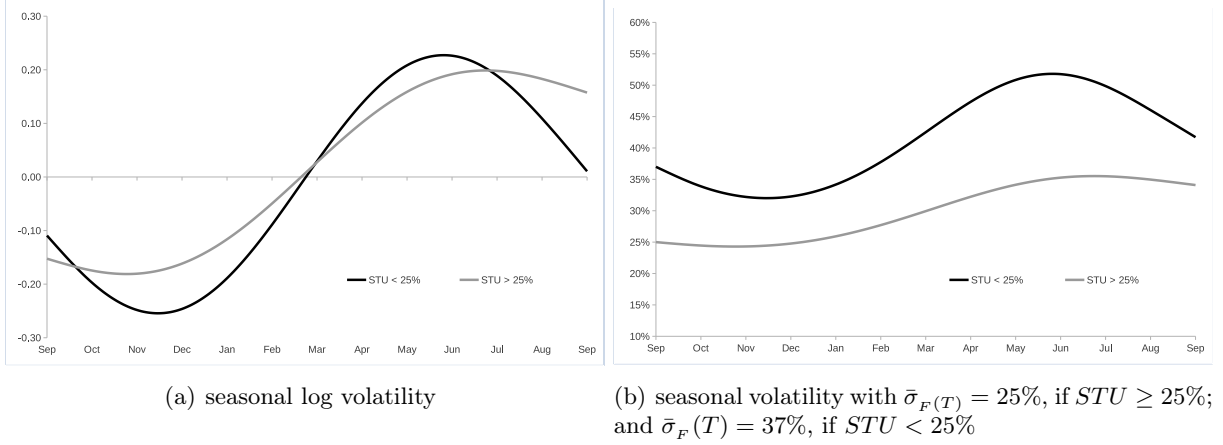 0.30
0.20
0.10
0.00
-0.10
-0.20
-0.30
Sep Oct Nov Dec Jan Feb Mar Apr May Jun Jul Aug Sep
STU < 25% STU > 25%
60%
55%
50%
45%
40%
35%
30%
25%
20%
15%
10%
Sep Oct Nov Dec Jan Feb Mar Apr May Jun Jul Aug Sep
STU < 25% STU > 25%
(a) seasonal log volatility
(b) seasonal volatility with σ̄_F(T) = 25%, if STU ≥ 25%;
and σ̄_F(T) = 37%, if STU < 25%